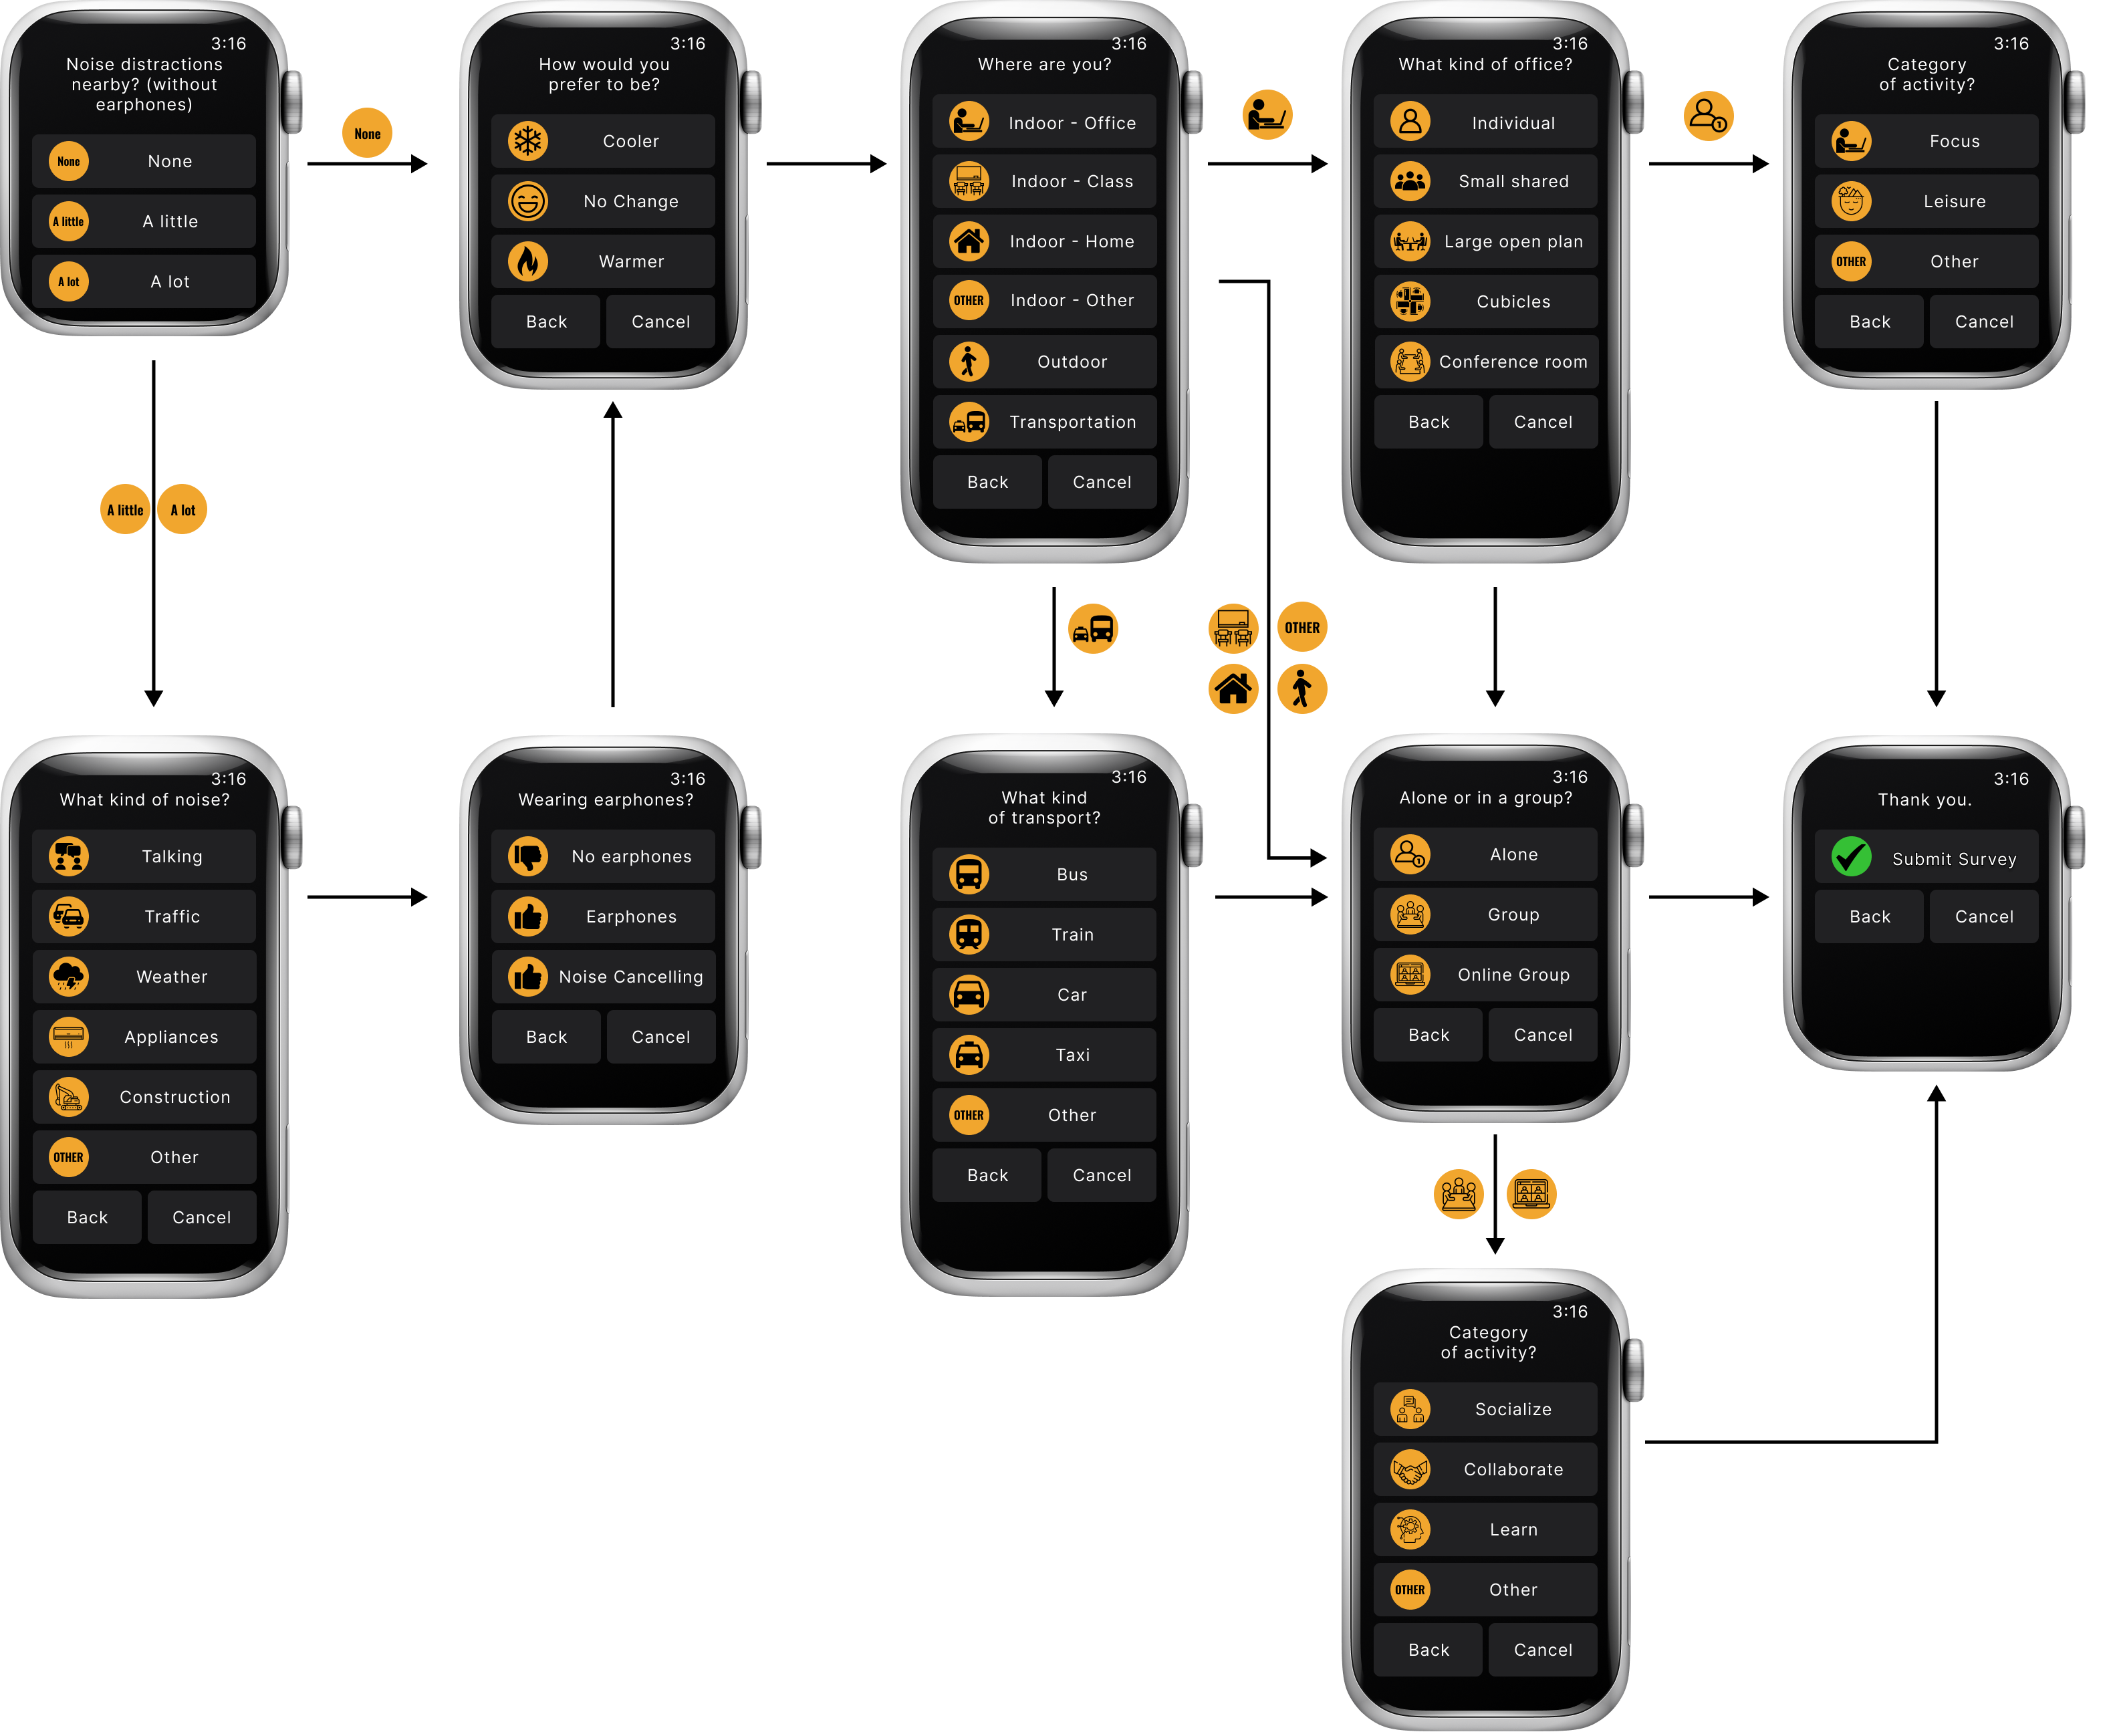 3:16
Noise distractions
nearby? (without
earphones)
None
None
A little
A little
A lot
A lot
None
3:16
How would you
prefer to be?
Cooler
No Change
Warmer
Back
Cancel
3:16
Where are you?
Indoor - Office
Indoor - Class
Indoor - Home
OTHER
Indoor - Other
Outdoor
Transportation
Back
Cancel
3:16
What kind of office?
Individual
Small shared
Large open plan
Cubicles
Conference room
Back
Cancel
1
3:16
Category
of activity?
Focus
Leisure
OTHER
Other
Back
Cancel
A little
A lot
OTHER
3:16
What kind of noise?
Talking
Traffic
Weather
Appliances
Construction
OTHER
Other
Back
Cancel
3:16
Wearing earphones?
No earphones
Earphones
Noise Cancelling
Back
Cancel
3:16
What kind
of transport?
Bus
Train
Car
Taxi
OTHER
Other
Back
Cancel
3:16
Alone or in a group?
1
Alone
Group
Online Group
Back
Cancel
3:16
Thank you.
Submit Survey
Back
Cancel
3:16
Category
of activity?
Socialize
Collaborate
Learn
OTHER
Other
Back
Cancel